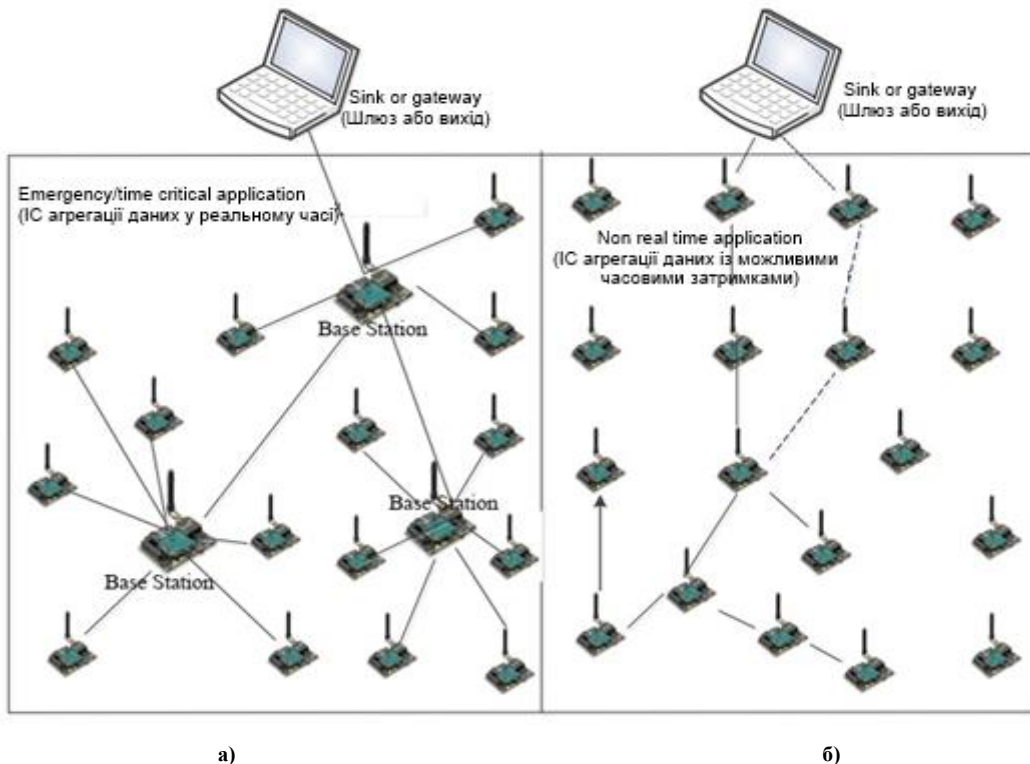 Sink or gateway
(Шлюз або вихід)
Emergency/time critical application
(ІС агрегації даних у реальному часі)
Base Station
Base Station
Base Station
а)
Sink or gateway
(Шлюз або вихід)
Non real time application
(ІС агрегації даних із можливими
часовими затримками)
б)